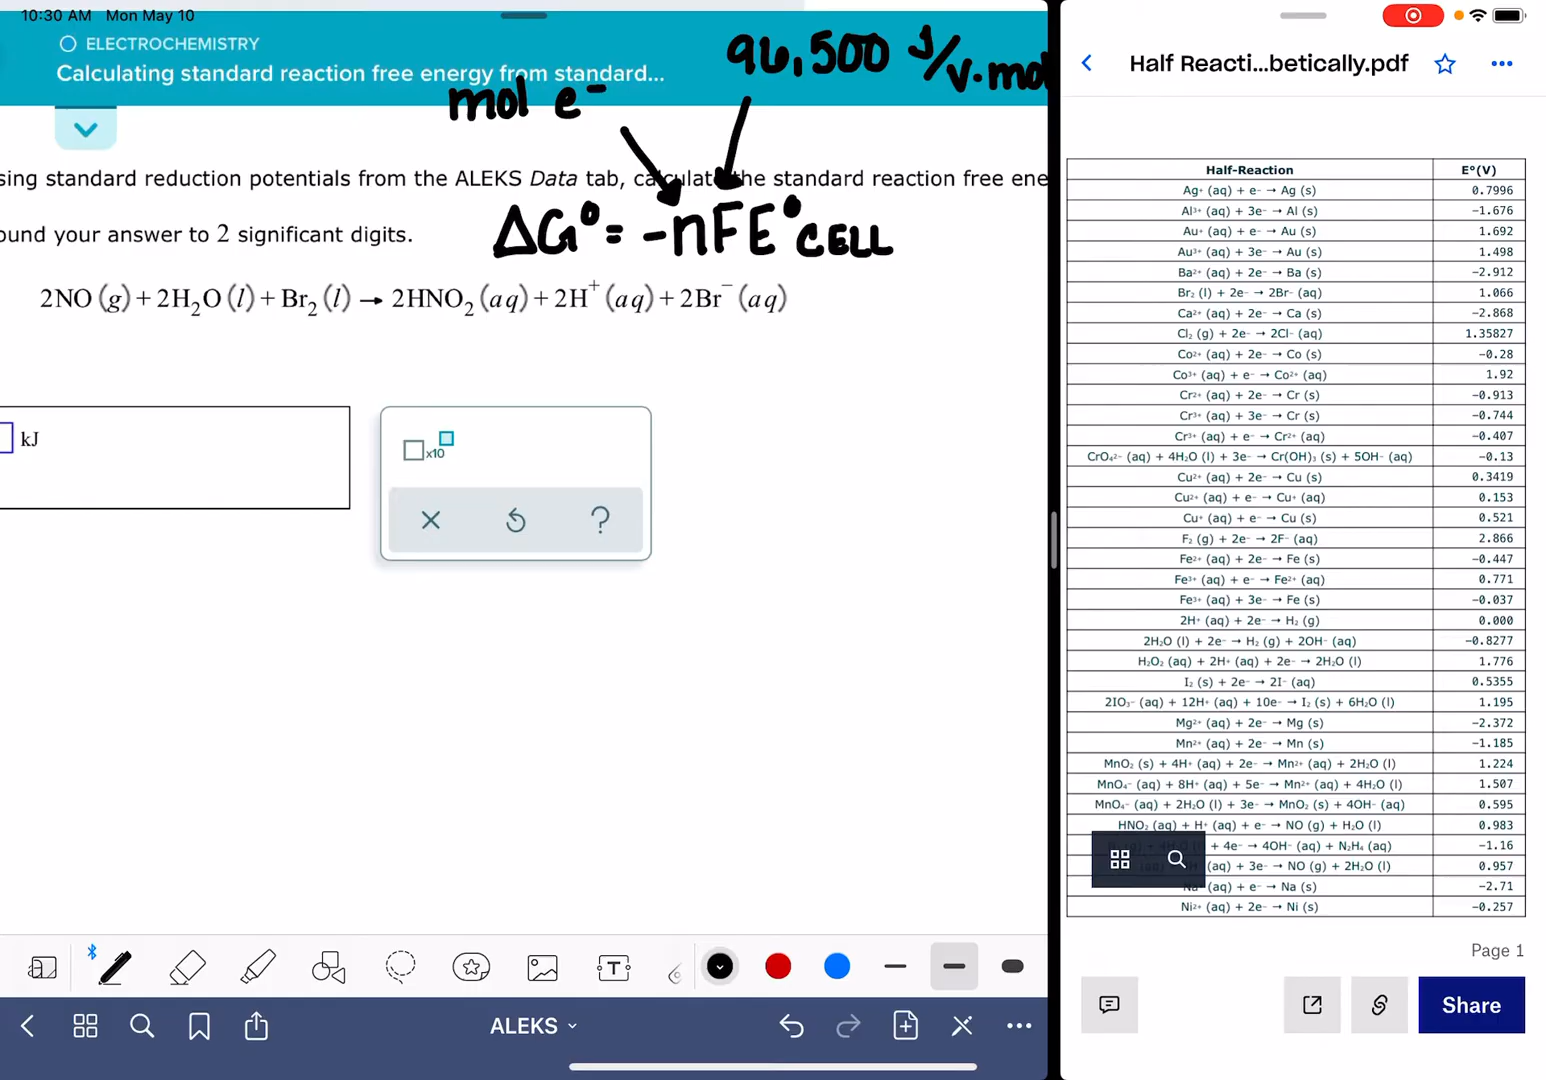 10:30 AM Mon May 10
ELECTROCHEMISTRY
Calculating standard reaction free energy from standard...
96,500 J/V·mol
mol e⁻
sing standard reduction potentials from the ALEKS Data tab, calculate the standard reaction free ene
ound your answer to 2 significant digits.
ΔG° = -nFE°CELL
2NO (g) + 2H₂O (l) + Br₂ (l) → 2HNO₂ (aq) + 2H⁺ (aq) + 2Br⁻ (aq)
kJ
x10
?
T
ALEKS
Half Reacti...betically.pdf
Half-Reaction E°(V)
Ag⁺ (aq) + e⁻ → Ag (s) 0.7996
Al³⁺ (aq) + 3e⁻ → Al (s) −1.676
Au⁺ (aq) + e⁻ → Au (s) 1.692
Au³⁺ (aq) + 3e⁻ → Au (s) 1.498
Ba²⁺ (aq) + 2e⁻ → Ba (s) −2.912
Br₂ (l) + 2e⁻ → 2Br⁻ (aq) 1.066
Ca²⁺ (aq) + 2e⁻ → Ca (s) −2.868
Cl₂ (g) + 2e⁻ → 2Cl⁻ (aq) 1.35827
Co²⁺ (aq) + 2e⁻ → Co (s) −0.28
Co³⁺ (aq) + e⁻ → Co²⁺ (aq) 1.92
Cr²⁺ (aq) + 2e⁻ → Cr (s) −0.913
Cr³⁺ (aq) + 3e⁻ → Cr (s) −0.744
Cr³⁺ (aq) + e⁻ → Cr²⁺ (aq) −0.407
CrO₄²⁻ (aq) + 4H₂O (l) + 3e⁻ → Cr(OH)₃ (s) + 5OH⁻ (aq) −0.13
Cu²⁺ (aq) + 2e⁻ → Cu (s) 0.3419
Cu²⁺ (aq) + e⁻ → Cu⁺ (aq) 0.153
Cu⁺ (aq) + e⁻ → Cu (s) 0.521
F₂ (g) + 2e⁻ → 2F⁻ (aq) 2.866
Fe²⁺ (aq) + 2e⁻ → Fe (s) −0.447
Fe³⁺ (aq) + e⁻ → Fe²⁺ (aq) 0.771
Fe³⁺ (aq) + 3e⁻ → Fe (s) −0.037
2H⁺ (aq) + 2e⁻ → H₂ (g) 0.000
2H₂O (l) + 2e⁻ → H₂ (g) + 2OH⁻ (aq) −0.8277
H₂O₂ (aq) + 2H⁺ (aq) + 2e⁻ → 2H₂O (l) 1.776
I₂ (s) + 2e⁻ → 2I⁻ (aq) 0.5355
2IO₃⁻ (aq) + 12H⁺ (aq) + 10e⁻ → I₂ (s) + 6H₂O (l) 1.195
Mg²⁺ (aq) + 2e⁻ → Mg (s) −2.372
Mn²⁺ (aq) + 2e⁻ → Mn (s) −1.185
MnO₂ (s) + 4H⁺ (aq) + 2e⁻ → Mn²⁺ (aq) + 2H₂O (l) 1.224
MnO₄⁻ (aq) + 8H⁺ (aq) + 5e⁻ → Mn²⁺ (aq) + 4H₂O (l) 1.507
MnO₄⁻ (aq) + 2H₂O (l) + 3e⁻ → MnO₂ (s) + 4OH⁻ (aq) 0.595
HNO₂ (aq) + H⁺ (aq) + e⁻ → NO (g) + H₂O (l) 0.983
+ 4e⁻ → 4OH⁻ (aq) + N₂H₄ (aq) −1.16
(aq) + 3e⁻ → NO (g) + 2H₂O (l) 0.957
Na⁺ (aq) + e⁻ → Na (s) −2.71
Ni²⁺ (aq) + 2e⁻ → Ni (s) −0.257
Page 1
Share